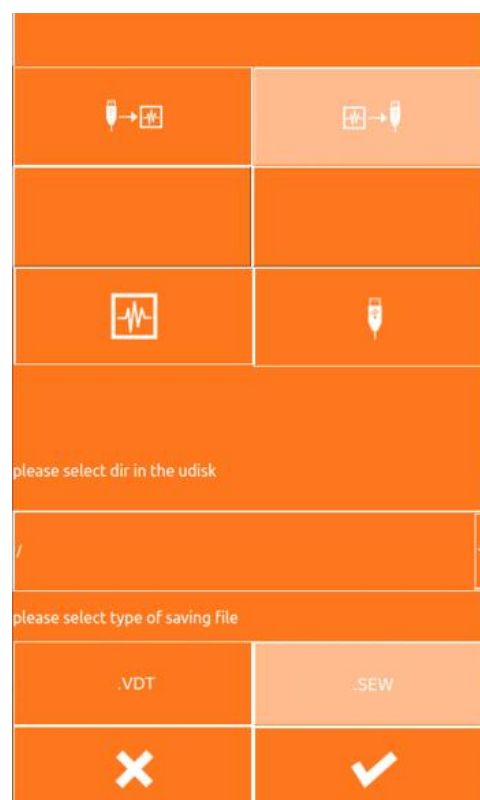 please select dir in the udisk
/
please select type of saving file
.VDT
.SEW